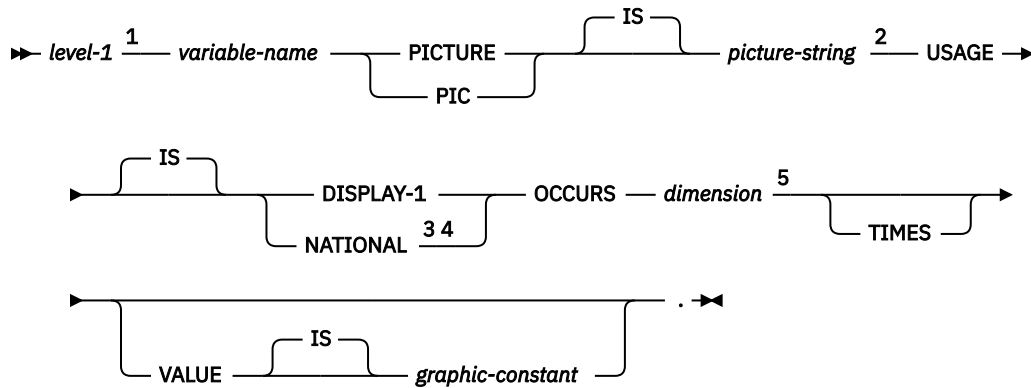 IS
level-1 1 variable-name PICTURE picture-string 2 USAGE
PIC
IS
DISPLAY-1 OCCURS dimension 5
NATIONAL 3 4 TIMES
.
IS
VALUE graphic-constant